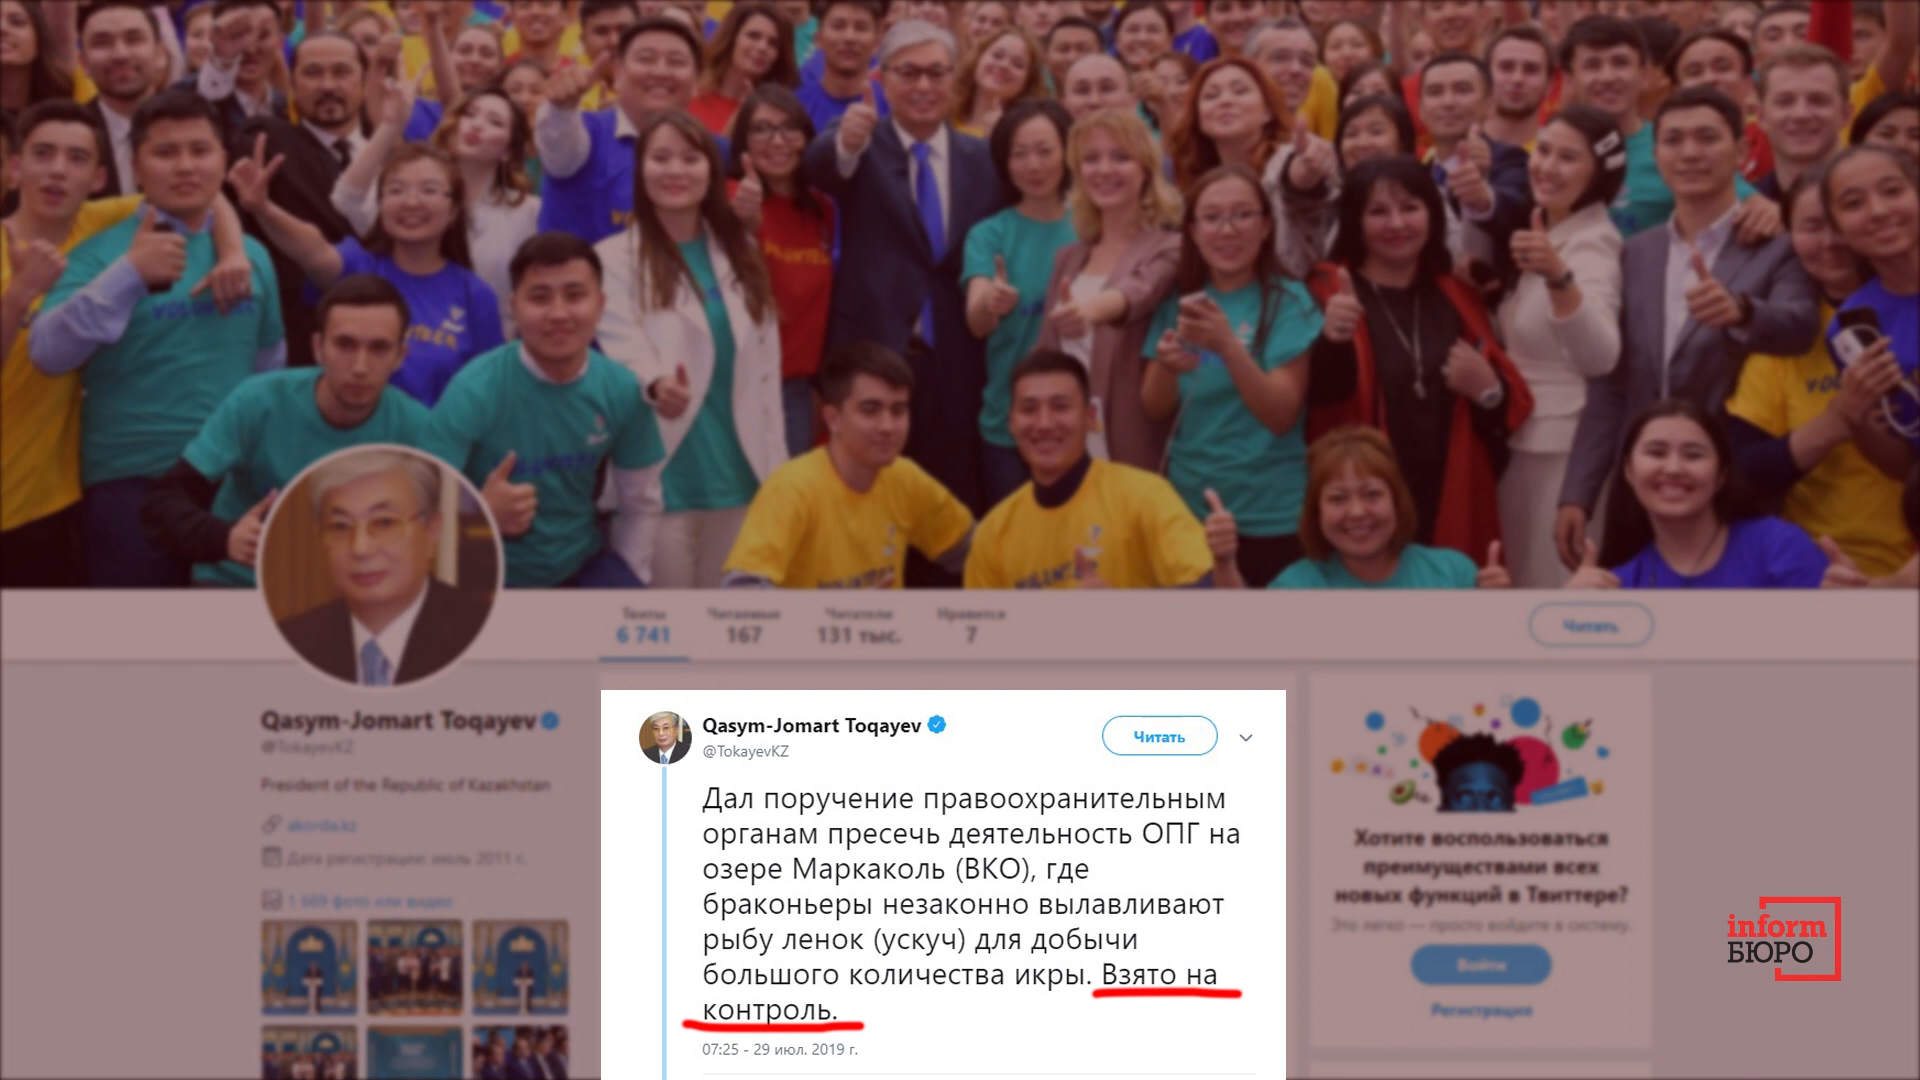 Твиты
Читаемые
Читатели
Нравится
6 741
167
131 тыс.
7
Читать
Qasym-Jomart Toqayev
@TokayevKZ
President of the Republic of Kazakhstan
akorda.kz
Дата регистрации: июль 2011 г.
1 669 фото или видео
Qasym-Jomart Toqayev
@TokayevKZ
Читать
Дал поручение правоохранительным
органам пресечь деятельность ОПГ на
озере Маркаколь (ВКО), где
браконьеры незаконно вылавливают
рыбу ленок (ускуч) для добычи
большого количества икры. Взято на
контроль.
07:25 - 29 июл. 2019 г.
Хотите воспользоваться
преимуществами всех
новых функций в Твиттере?
Это легко — просто войдите в систему.
Войти
Регистрация
inform
БЮРО